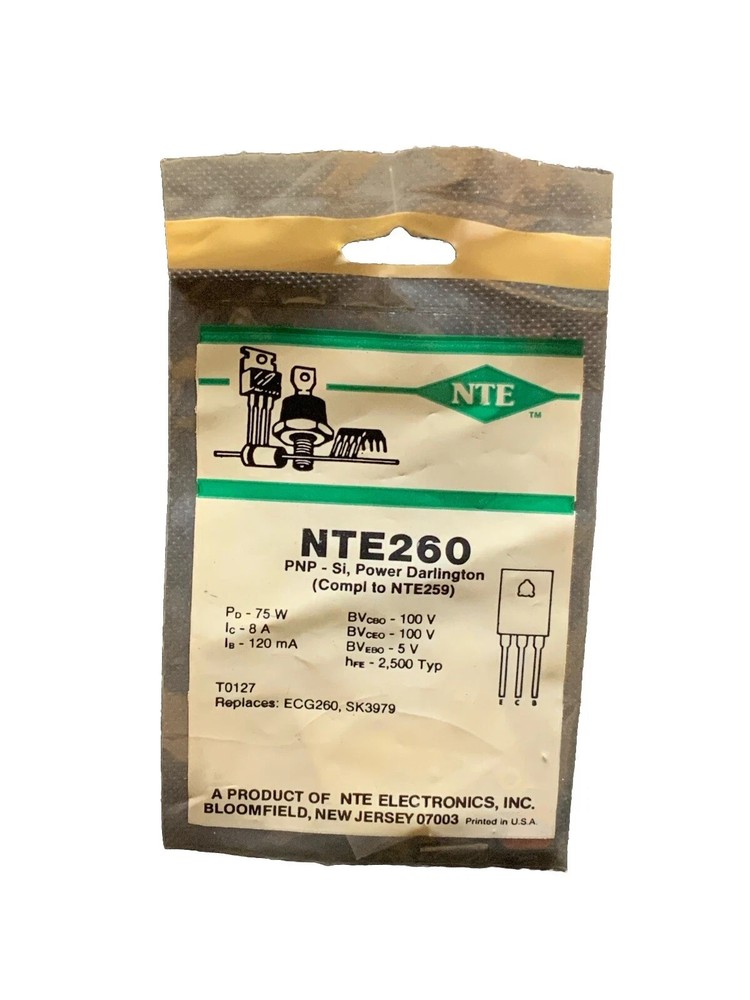 NTE
TM
NTE260
PNP - Si, Power Darlington
(Compl to NTE259)
PD - 75 W
IC - 8 A
IB - 120 mA
BVCBO - 100 V
BVCEO - 100 V
BVEBO - 5 V
hFE - 2,500 Typ
E C B
T0127
Replaces: ECG260, SK3979
A PRODUCT OF NTE ELECTRONICS, INC.
BLOOMFIELD, NEW JERSEY 07003 Printed in U.S.A.